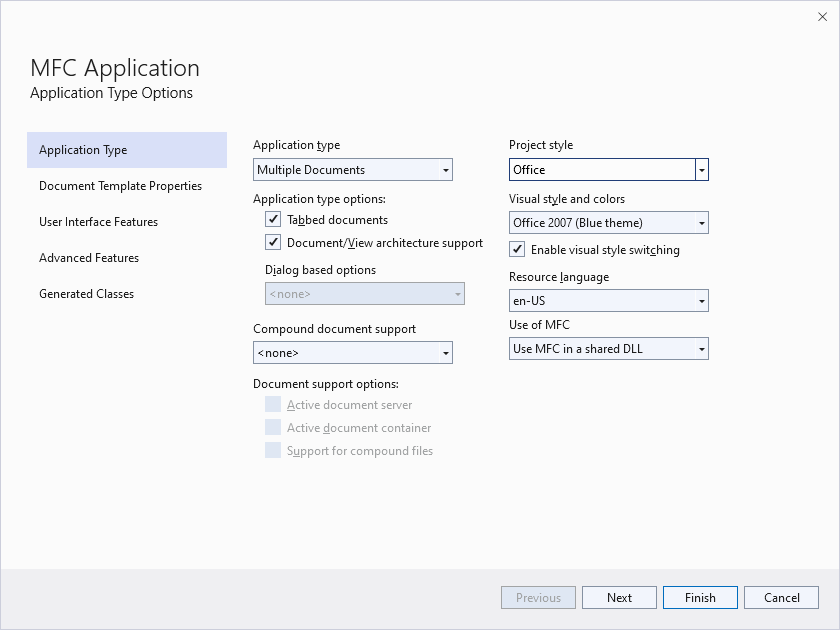 MFC Application
Application Type Options
Application Type
Document Template Properties
User Interface Features
Advanced Features
Generated Classes
Application type
Multiple Documents
Application type options:
Tabbed documents
Document/View architecture support
Dialog based options
<none>
Compound document support
<none>
Document support options:
Active document server
Active document container
Support for compound files
Project style
Office
Visual style and colors
Office 2007 (Blue theme)
Enable visual style switching
Resource language
en-US
Use of MFC
Use MFC in a shared DLL
Previous
Next
Finish
Cancel